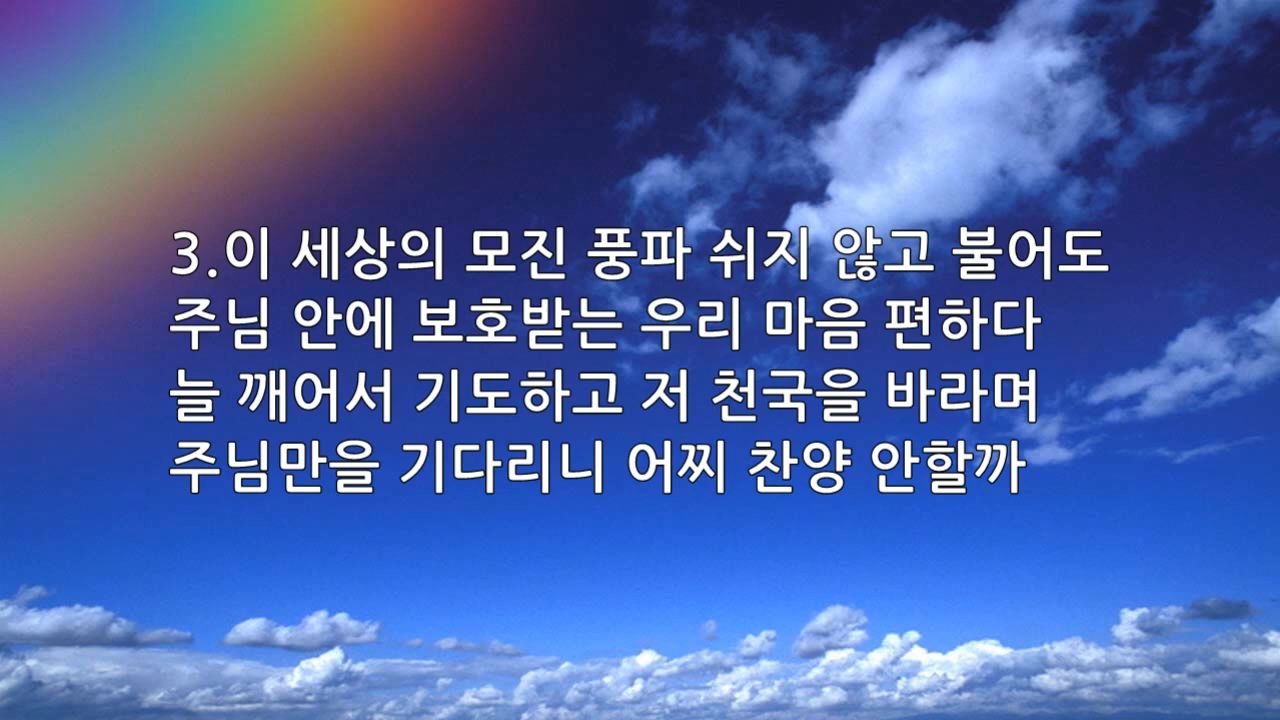 3.이 세상의 모진 풍파 쉬지 않고 불어도
주님 안에 보호받는 우리 마음 편하다
늘 깨어서 기도하고 저 천국을 바라며
주님만을 기다리니 어찌 찬양 안할까